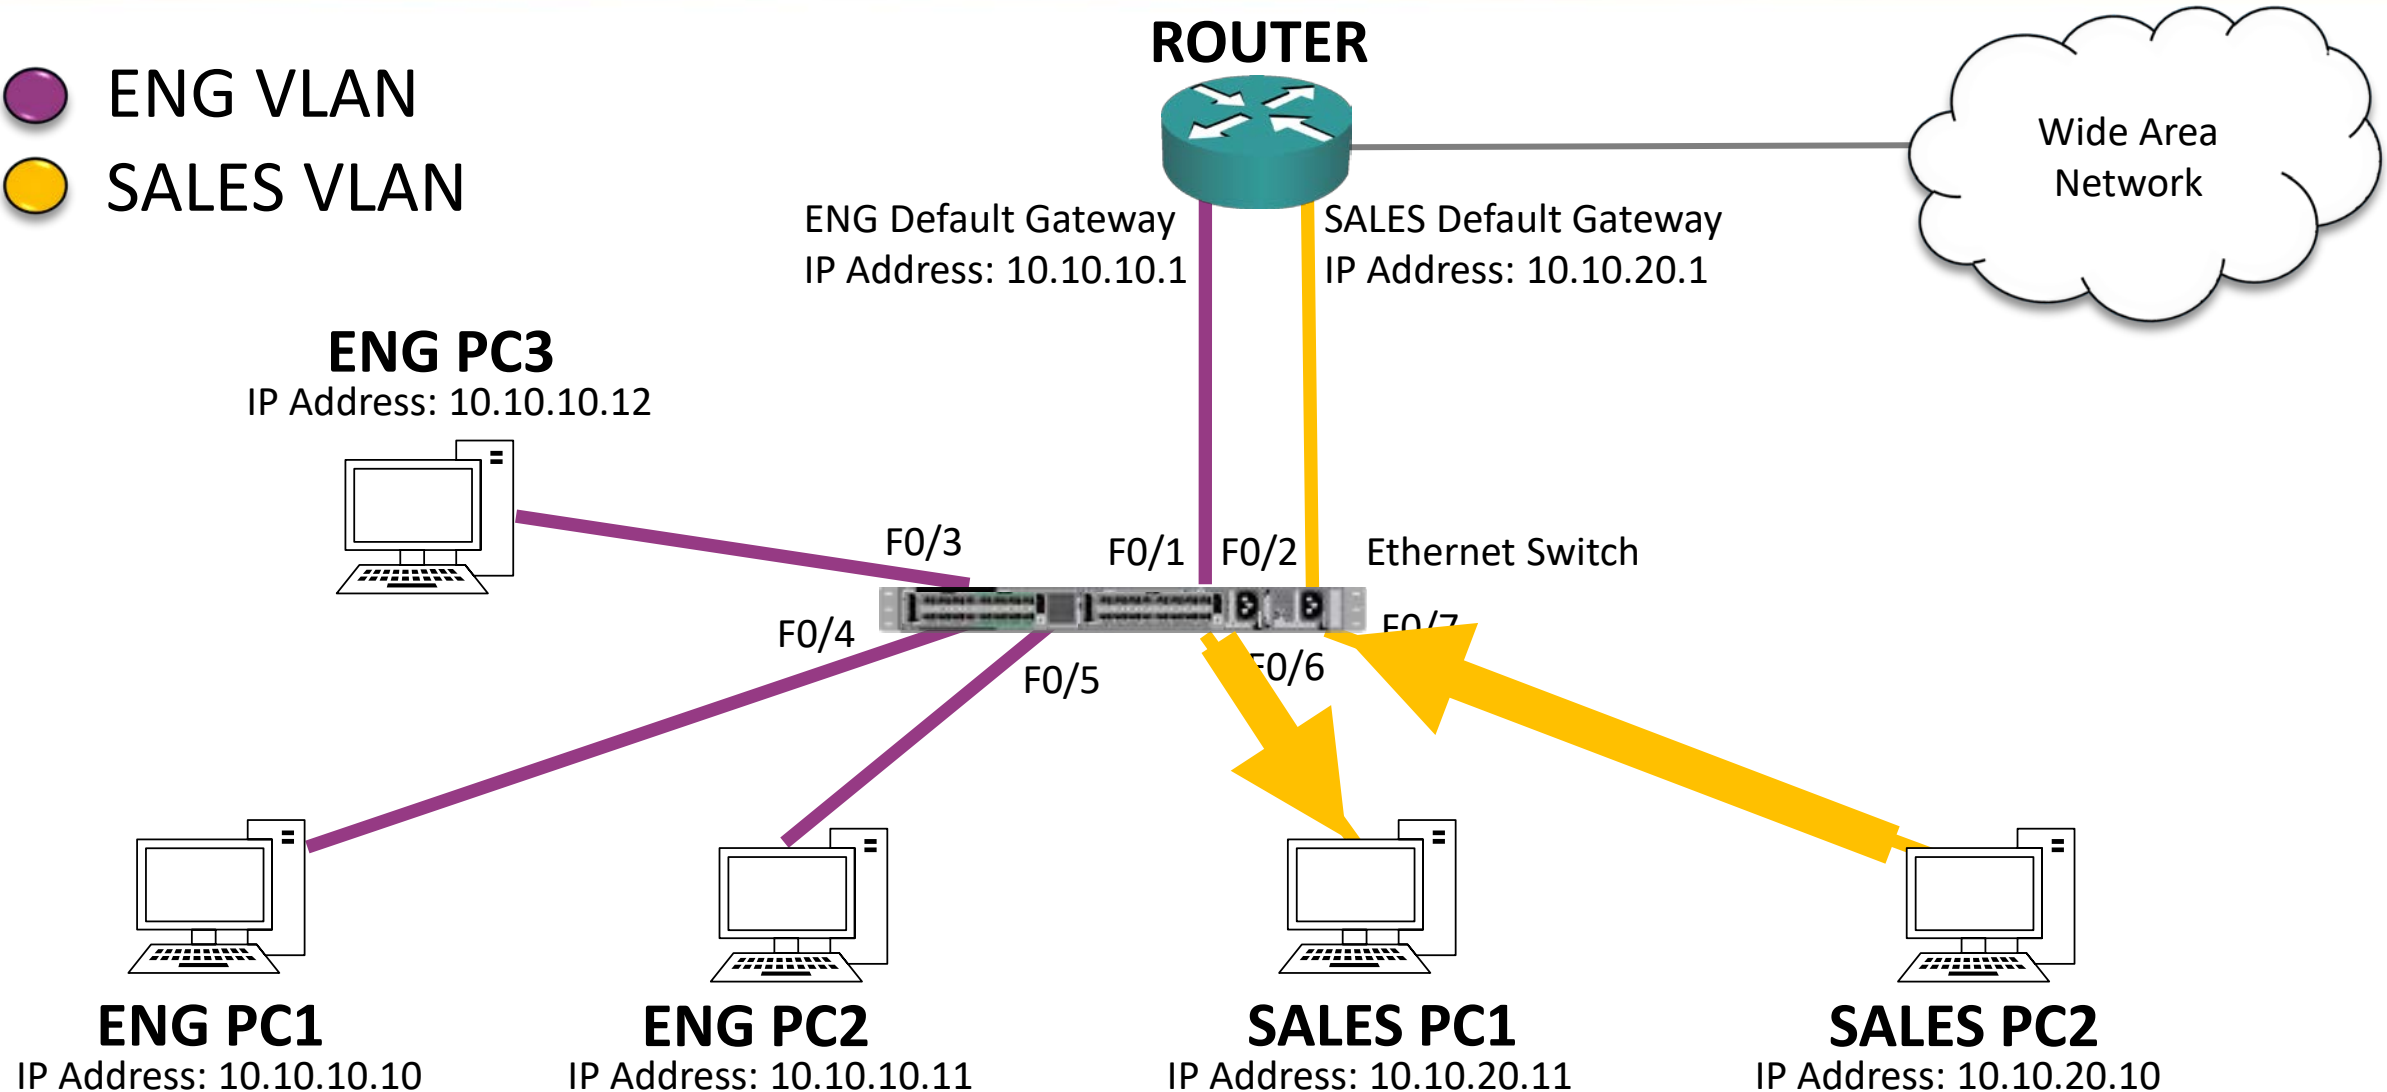 ROUTER
ENG VLAN
SALES VLAN
Wide Area
Network
ENG Default Gateway
IP Address: 10.10.10.1
SALES Default Gateway
IP Address: 10.10.20.1
ENG PC3
IP Address: 10.10.10.12
F0/3
F0/1
F0/2
Ethernet Switch
F0/4
F0/7
F0/5
F0/6
ENG PC1
IP Address: 10.10.10.10
ENG PC2
IP Address: 10.10.10.11
SALES PC1
IP Address: 10.10.20.11
SALES PC2
IP Address: 10.10.20.10